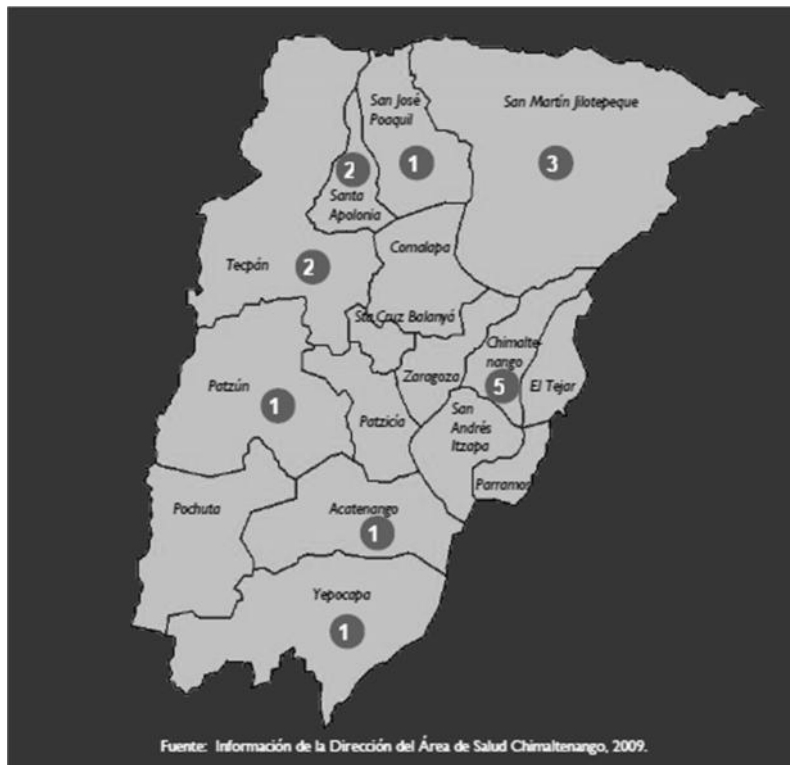 San José
Poaquil
1
San Martín Jilotepeque
3
2
Santa
Apolonia
Tecpán
2
Comalapa
Sta Cruz Balanyá
Chimalte-
nango
5
Zaragoza
El Tejar
Patzún
1
Patzicía
San
Andrés
Itzapa
Parramos
Pochuta
Acatenango
1
Yepocapa
1
Fuente: Información de la Dirección del Área de Salud Chimaltenango, 2009.